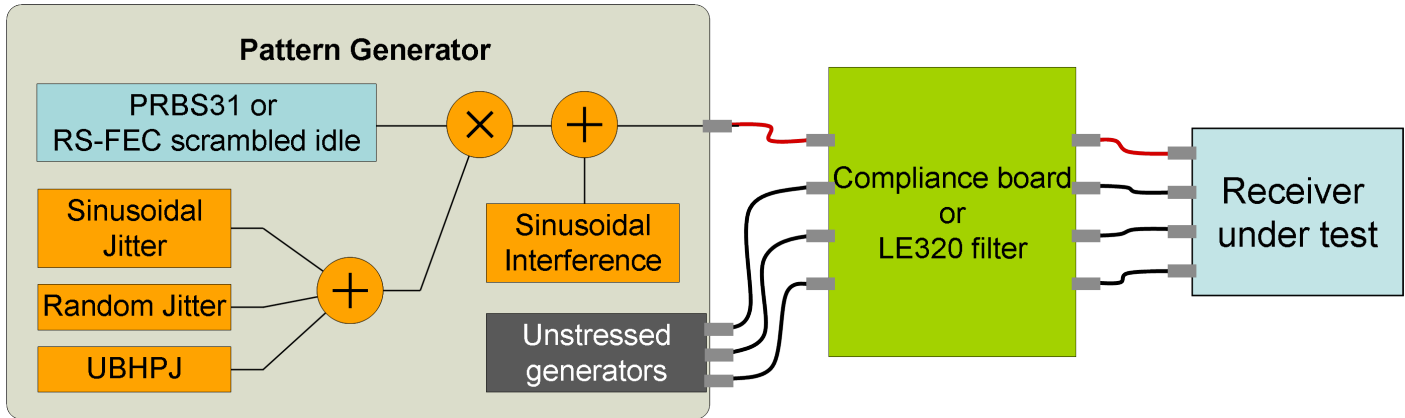 Pattern Generator
PRBS31 or
RS-FEC scrambled idle
Sinusoidal
Jitter
Random Jitter
UBHPJ
Sinusoidal
Interference
Unstressed
generators
Compliance board
or
LE320 filter
Receiver
under test